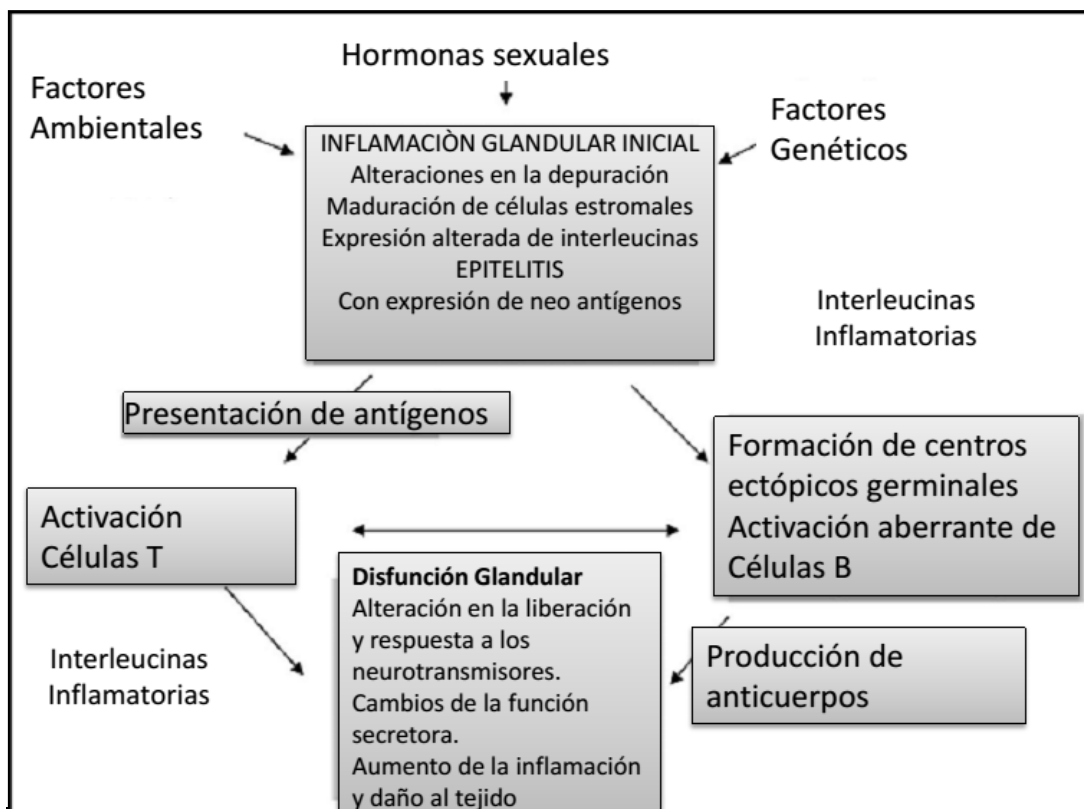 Hormonas sexuales
Factores
Ambientales
Factores
Genéticos
INFLAMACIÒN GLANDULAR INICIAL
Alteraciones en la depuración
Maduración de células estromales
Expresión alterada de interleucinas
EPITELITIS
Con expresión de neo antígenos
Interleucinas
Inflamatorias
Presentación de antígenos
Formación de centros
ectópicos germinales
Activación aberrante de
Células B
Activación
Células T
Disfunción Glandular
Alteración en la liberación
y respuesta a los
neurotransmisores.
Cambios de la función
secretora.
Aumento de la inflamación
y daño al tejido
Interleucinas
Inflamatorias
Producción de
anticuerpos